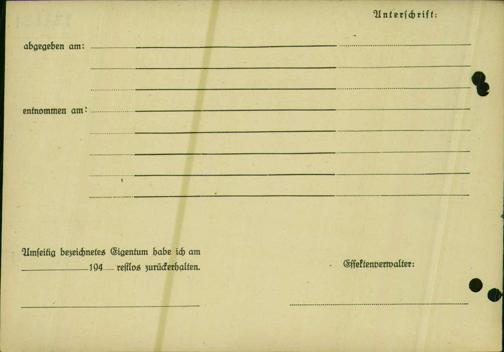 Unterschrift:
abgegeben am:
entnommen am:
Umseitig bezeichnetes Eigentum habe ich am
194 restlos zurückerhalten.
Effektenverwalter: